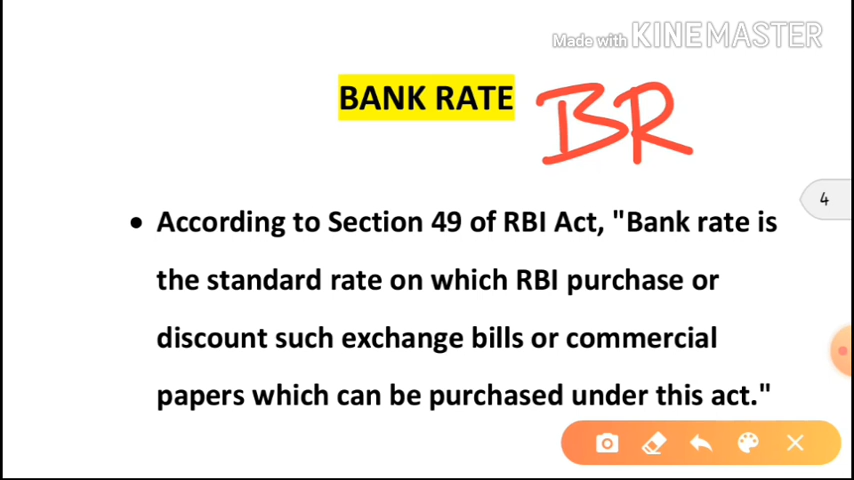 Made with KINEMASTER
BANK RATE BR
4
• According to Section 49 of RBI Act, "Bank rate is
the standard rate on which RBI purchase or
discount such exchange bills or commercial
papers which can be purchased under this act."